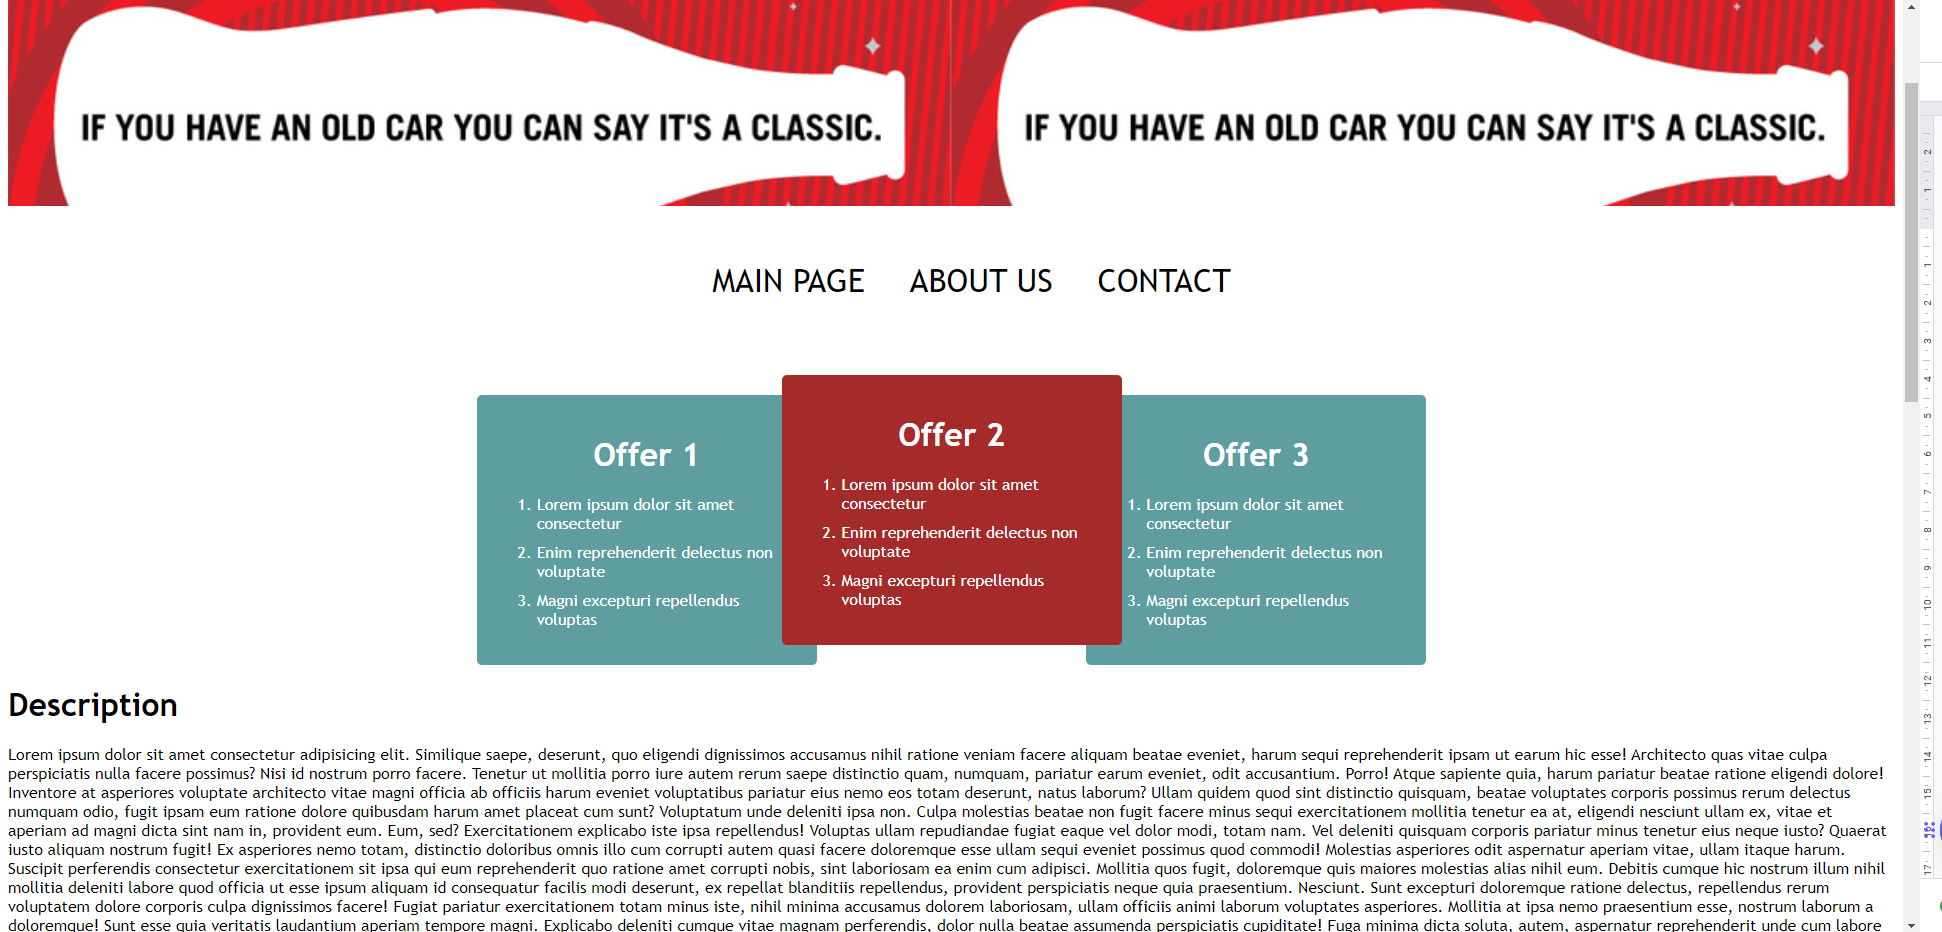 IF YOU HAVE AN OLD CAR YOU CAN SAY IT'S A CLASSIC.
IF YOU HAVE AN OLD CAR YOU CAN SAY IT'S A CLASSIC.
MAIN PAGE
ABOUT US
CONTACT
Offer 1
1. Lorem ipsum dolor sit amet
consectetur
2. Enim reprehenderit delectus non
voluptate
3. Magni excepturi repellendus
voluptas
Offer 2
1. Lorem ipsum dolor sit amet
consectetur
2. Enim reprehenderit delectus non
voluptate
3. Magni excepturi repellendus
voluptas
Offer 3
1. Lorem ipsum dolor sit amet
consectetur
2. Enim reprehenderit delectus non
voluptate
3. Magni excepturi repellendus
voluptas
Description
Lorem ipsum dolor sit amet consectetur adipisicing elit. Similique saepe, deserunt, quo eligendi dignissimos accusamus nihil ratione veniam facere aliquam beatae eveniet, harum sequi reprehenderit ipsam ut earum hic esse! Architecto quas vitae culpa
perspiciatis nulla facere possimus? Nisi id nostrum porro facere. Tenetur ut mollitia porro iure autem rerum saepe distinctio quam, numquam, pariatur earum eveniet, odit accusantium. Porro! Atque sapiente quia, harum pariatur beatae ratione eligendi dolore!
Inventore at asperiores voluptate architecto vitae magni officia ab officiis harum eveniet voluptatibus pariatur eius nemo eos totam deserunt, natus laborum? Ullam quidem quod sint distinctio quisquam, beatae voluptates corporis possimus rerum delectus
numquam odio, fugit ipsam eum ratione dolore quibusdam harum amet placeat cum sunt? Voluptatum unde deleniti ipsa non. Culpa molestias beatae non fugit facere minus sequi exercitationem mollitia tenetur ea at, eligendi nesciunt ullam ex, vitae et
aperiam ad magni dicta sint nam in, provident eum. Eum, sed? Exercitationem explicabo iste ipsa repellendus! Voluptas ullam repudiandae fugiat eaque vel dolor modi, totam nam. Vel deleniti quisquam corporis pariatur minus tenetur eius neque iusto? Quaerat
iusto aliquam nostrum fugit! Ex asperiores nemo totam, distinctio doloribus omnis illo cum corrupti autem quasi facere doloremque esse ullam sequi eveniet possimus quod commodi! Molestias asperiores odit aspernatur aperiam vitae, ullam itaque harum.
Suscipit perferendis consectetur exercitationem sit ipsa qui eum reprehenderit quo ratione amet corrupti nobis, sint laboriosam ea enim cum adipisci. Mollitia quos fugit, doloremque quis maiores molestias alias nihil eum. Debitis cumque hic nostrum illum nihil
mollitia deleniti labore quod officia ut esse ipsum aliquam id consequatur facilis modi deserunt, ex repellat blanditiis repellendus, provident perspiciatis neque quia praesentium. Nesciunt. Sunt excepturi doloremque ratione delectus, repellendus rerum
voluptatem dolore corporis culpa dignissimos facere! Fugiat pariatur exercitationem totam minus iste, nihil minima accusamus dolorem laboriosam, ullam officiis animi laborum voluptates asperiores. Mollitia at ipsa nemo praesentium esse, nostrum laborum a
doloremque! Sunt esse quia veritatis laudantium aperiam tempore magni. Explicabo deleniti cumque vitae magnam perferendis, dolor nulla beatae assumenda perspiciatis cupiditate! Fuga minima dicta soluta, autem, aspernatur reprehenderit unde cum labore
2
1
1
2
3
4
5
6
7
8
9
10
11
12
13
14
15
16
17